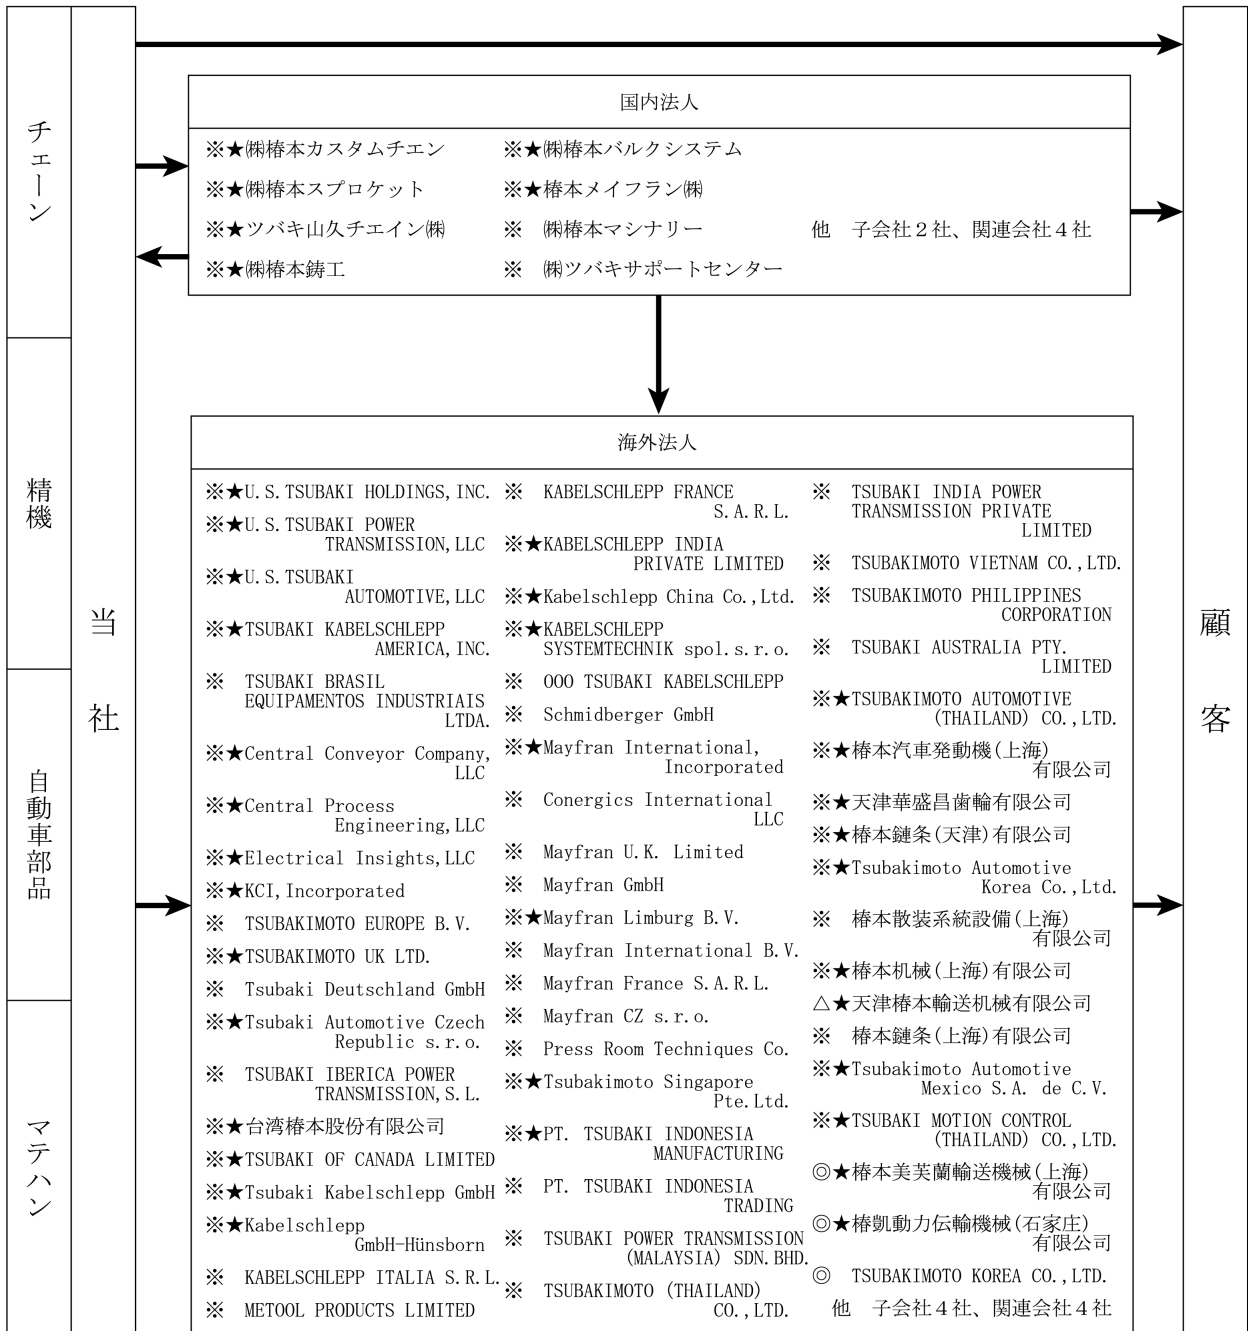 チェーン
精機
自動車部品
マテハン
当社
国内法人
※★㈱椿本カスタムチエン
※★㈱椿本スプロケット
※★ツバキ山久チエイン㈱
※★㈱椿本鋳工
※★㈱椿本バルクシステム
※★椿本メイフラン㈱
※　㈱椿本マシナリー
※　㈱ツバキサポートセンター
他　子会社２社、関連会社４社
海外法人
※★U.S.TSUBAKI HOLDINGS,INC.
※★U.S.TSUBAKI POWER
TRANSMISSION,LLC
※★U.S.TSUBAKI
AUTOMOTIVE,LLC
※★TSUBAKI KABELSCHLEPP
AMERICA,INC.
※　TSUBAKI BRASIL
EQUIPAMENTOS INDUSTRIAIS
LTDA.
※★Central Conveyor Company,
LLC
※★Central Process
Engineering,LLC
※★Electrical Insights,LLC
※★KCI,Incorporated
※　TSUBAKIMOTO EUROPE B.V.
※★TSUBAKIMOTO UK LTD.
※　Tsubaki Deutschland GmbH
※★Tsubaki Automotive Czech
Republic s.r.o.
※　TSUBAKI IBERICA POWER
TRANSMISSION,S.L.
※★台湾椿本股份有限公司
※★TSUBAKI OF CANADA LIMITED
※★Tsubaki Kabelschlepp GmbH
※★Kabelschlepp
GmbH-Hünsborn
※　KABELSCHLEPP ITALIA S.R.L.
※　METOOL PRODUCTS LIMITED
※　KABELSCHLEPP FRANCE
S.A.R.L.
※★KABELSCHLEPP INDIA
PRIVATE LIMITED
※★Kabelschlepp China Co.,Ltd.
※★KABELSCHLEPP
SYSTEMTECHNIK spol.s.r.o.
※　OOO TSUBAKI KABELSCHLEPP
※　Schmidberger GmbH
※★Mayfran International,
Incorporated
※　Conergics International
LLC
※　Mayfran U.K. Limited
※　Mayfran GmbH
※★Mayfran Limburg B.V.
※　Mayfran International B.V.
※　Mayfran France S.A.R.L.
※　Mayfran CZ s.r.o.
※　Press Room Techniques Co.
※★Tsubakimoto Singapore
Pte.Ltd.
※★PT. TSUBAKI INDONESIA
MANUFACTURING
※　PT. TSUBAKI INDONESIA
TRADING
※　TSUBAKI POWER TRANSMISSION
(MALAYSIA) SDN.BHD.
※　TSUBAKIMOTO (THAILAND)
CO.,LTD.
※　TSUBAKI INDIA POWER
TRANSMISSION PRIVATE
LIMITED
※　TSUBAKIMOTO VIETNAM CO.,LTD.
※　TSUBAKIMOTO PHILIPPINES
CORPORATION
※　TSUBAKI AUSTRALIA PTY.
LIMITED
※★TSUBAKIMOTO AUTOMOTIVE
(THAILAND) CO.,LTD.
※★椿本汽車発動機(上海)
有限公司
※★天津華盛昌歯輪有限公司
※★椿本鏈条(天津)有限公司
※★Tsubakimoto Automotive
Korea Co.,Ltd.
※　椿本散装系統設備(上海)
有限公司
※★椿本机械(上海)有限公司
△★天津椿本輸送机械有限公司
※　椿本鏈条(上海)有限公司
※★Tsubakimoto Automotive
Mexico S.A. de C.V.
※★TSUBAKI MOTION CONTROL
(THAILAND) CO.,LTD.
◎★椿本美芙蘭輸送機械(上海)
有限公司
◎★椿凱動力伝輸機械(石家庄)
有限公司
◎　TSUBAKIMOTO KOREA CO.,LTD.
他　子会社４社、関連会社４社
顧客